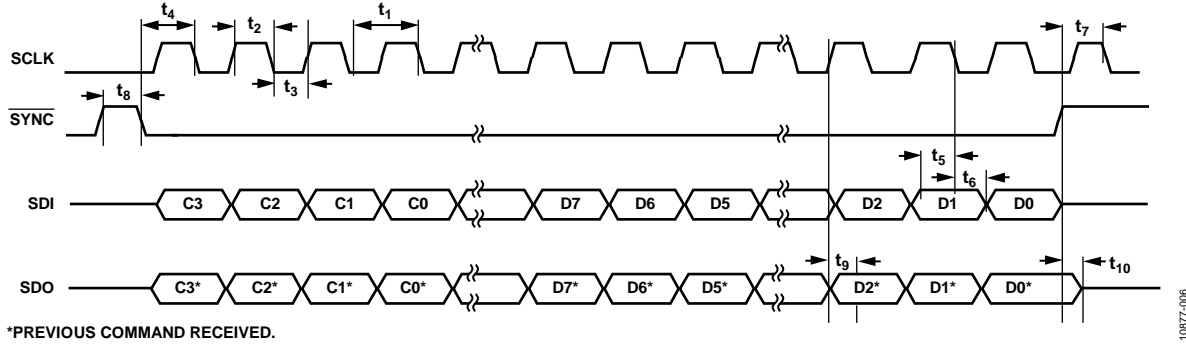 t4
t2
t1
t7
SCLK
t3
t8
SYNC
t5
t6
SDI
C3
C2
C1
C0
D7
D6
D5
D2
D1
D0
t9
t10
SDO
C3*
C2*
C1*
C0*
D7*
D6*
D5*
D2*
D1*
D0*
*PREVIOUS COMMAND RECEIVED.
10877-006